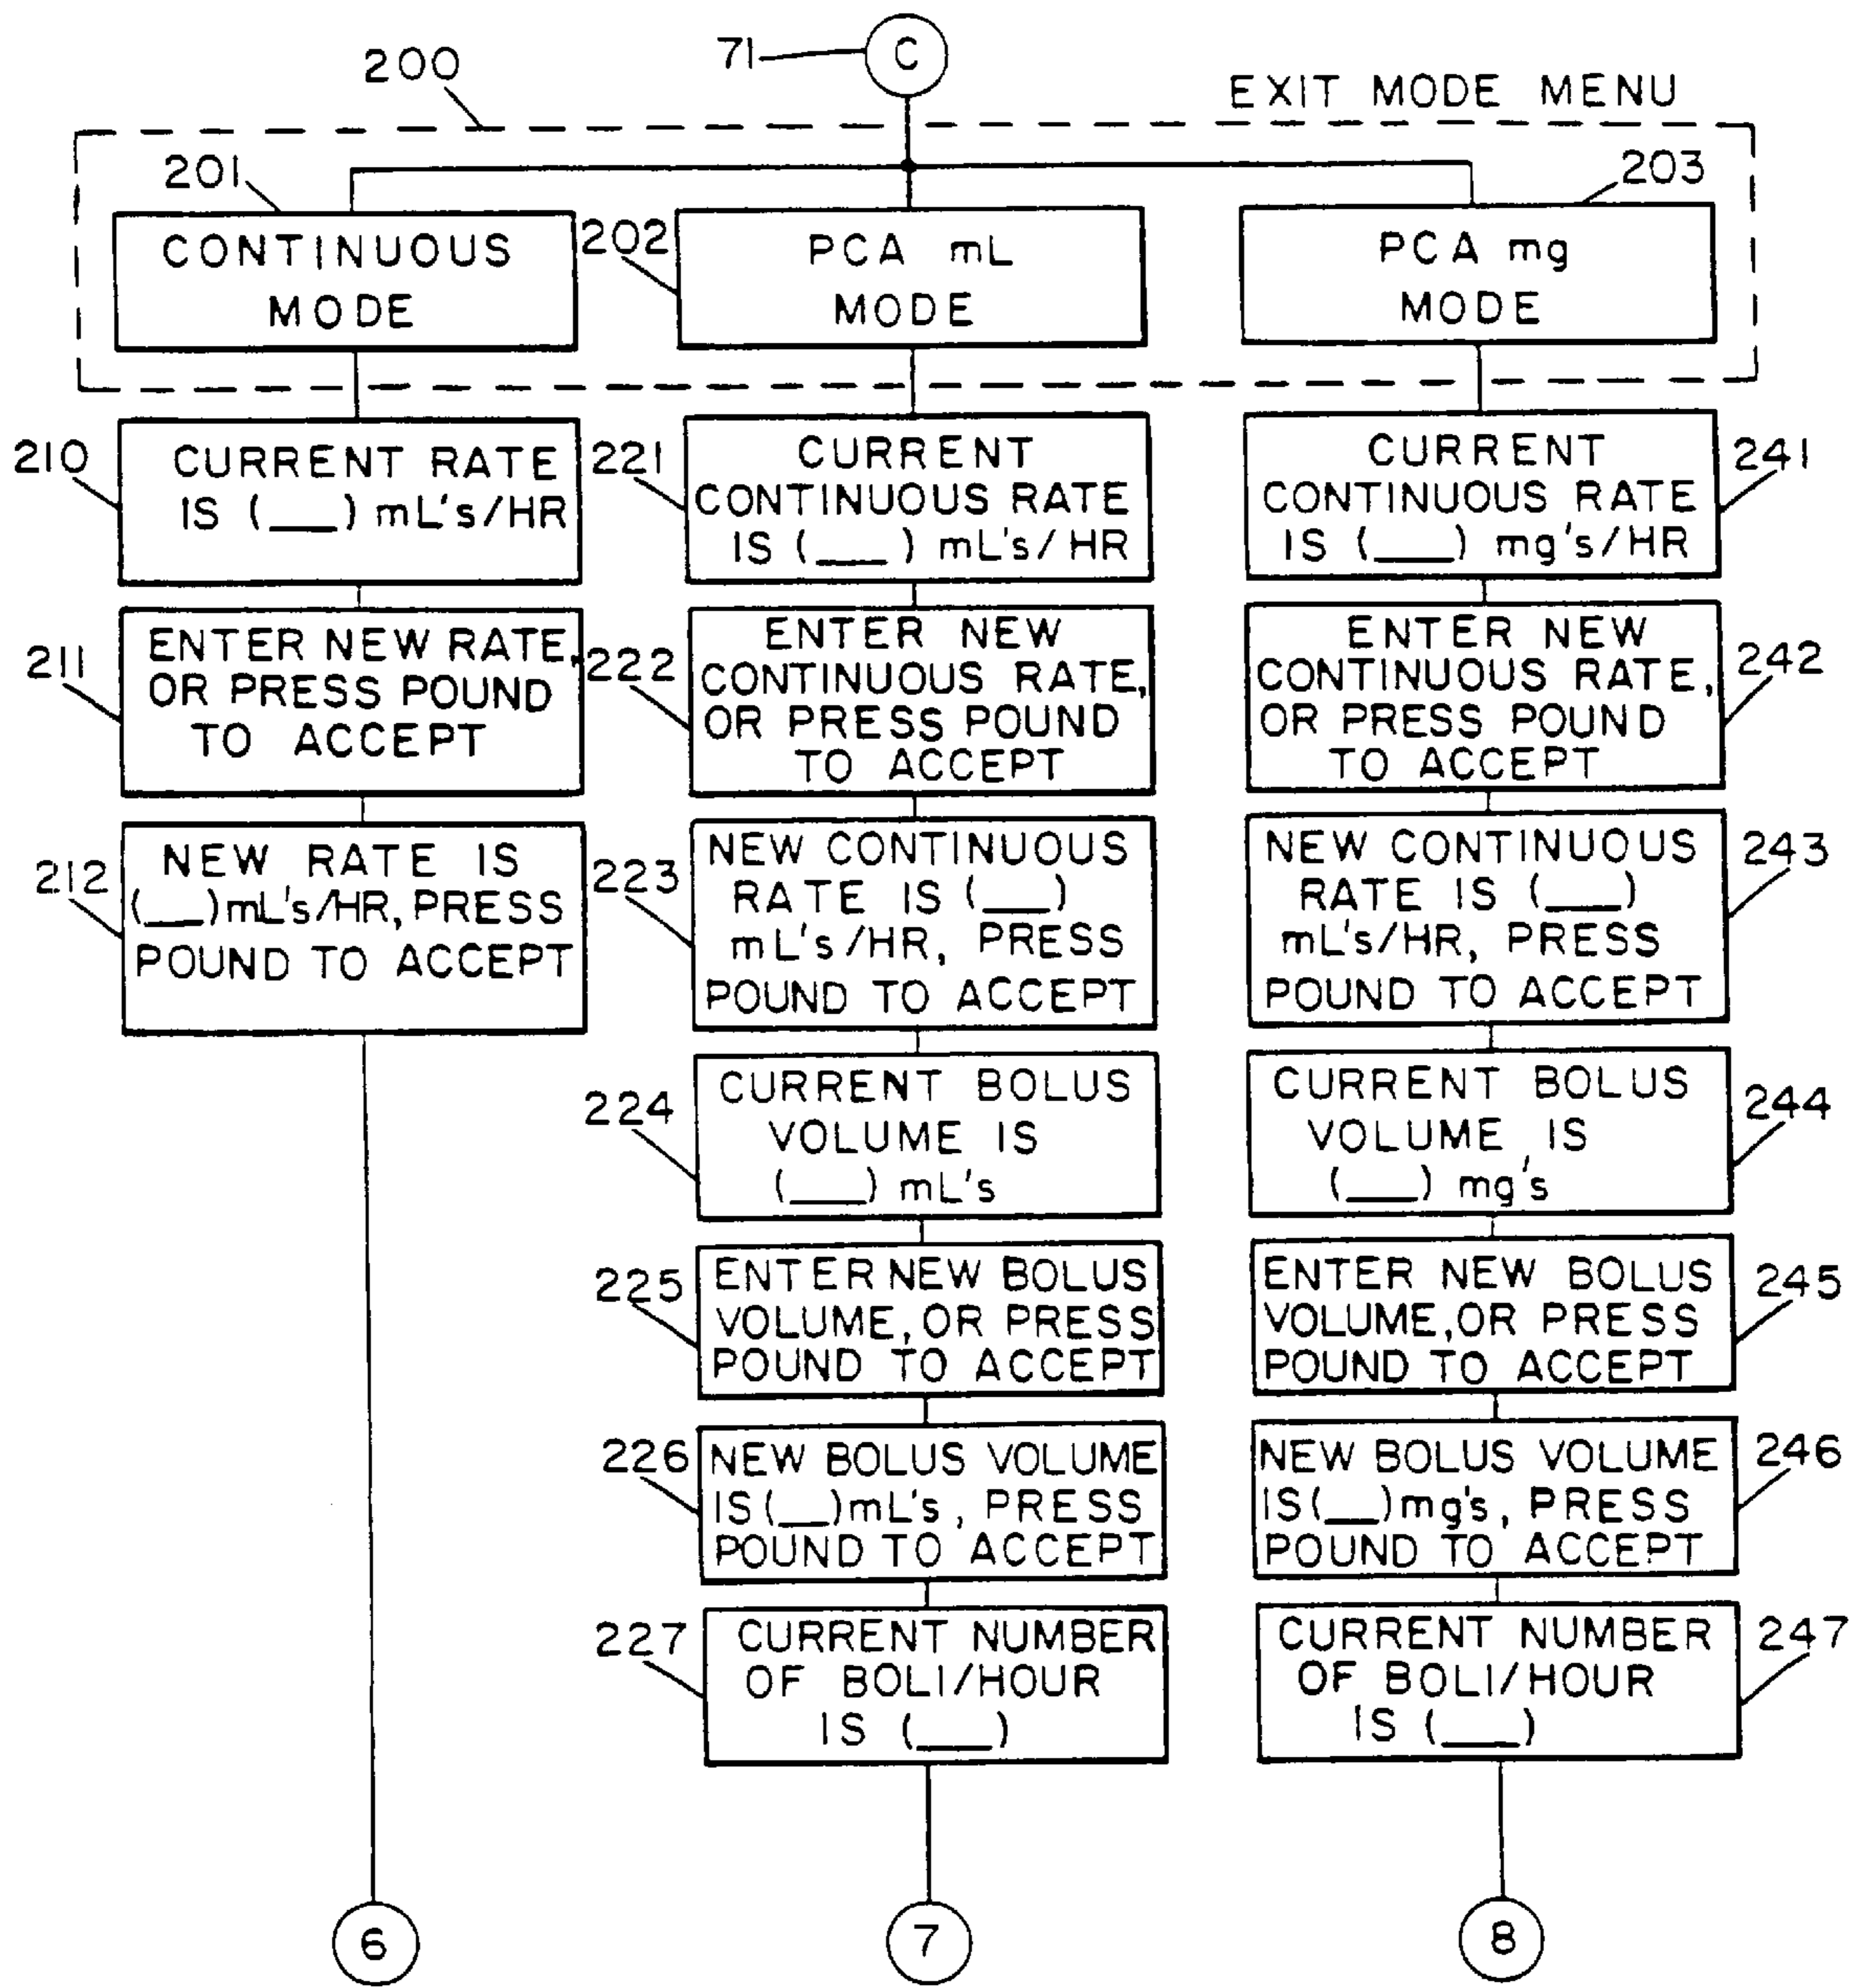 71
C
200
EXIT MODE MENU
201
CONTINUOUS
MODE
202
PCA mL
MODE
203
PCA mg
MODE
210
CURRENT RATE
IS (___) mL's/HR
211
ENTER NEW RATE,
OR PRESS POUND
TO ACCEPT
212
NEW RATE IS
(___)mL's/HR, PRESS
POUND TO ACCEPT
6
221
CURRENT
CONTINUOUS RATE
IS (___) mL's/HR
222
ENTER NEW
CONTINUOUS RATE,
OR PRESS POUND
TO ACCEPT
223
NEW CONTINUOUS
RATE IS (___)
mL's/HR, PRESS
POUND TO ACCEPT
224
CURRENT BOLUS
VOLUME IS
(___) mL's
225
ENTER NEW BOLUS
VOLUME, OR PRESS
POUND TO ACCEPT
226
NEW BOLUS VOLUME
IS (___) mL's, PRESS
POUND TO ACCEPT
227
CURRENT NUMBER
OF BOLI/HOUR
IS (___)
7
241
CURRENT
CONTINUOUS RATE
IS (___) mg's/HR
242
ENTER NEW
CONTINUOUS RATE,
OR PRESS POUND
TO ACCEPT
243
NEW CONTINUOUS
RATE IS (___)
mL's/HR, PRESS
POUND TO ACCEPT
244
CURRENT BOLUS
VOLUME IS
(___) mg's
245
ENTER NEW BOLUS
VOLUME, OR PRESS
POUND TO ACCEPT
246
NEW BOLUS VOLUME
IS (___) mg's, PRESS
POUND TO ACCEPT
247
CURRENT NUMBER
OF BOLI/HOUR
IS (___)
8